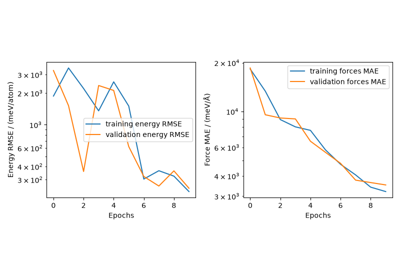 3 × 10³
2 × 10³
10³
6 × 10²
4 × 10²
3 × 10²
Energy RMSE / (meV/atom)
training energy RMSE
validation energy RMSE
0 2 4 6 8
Epochs
2 × 10⁴
10⁴
6 × 10³
4 × 10³
3 × 10³
Force MAE / (meV/Å)
training forces MAE
validation forces MAE
0 2 4 6 8
Epochs